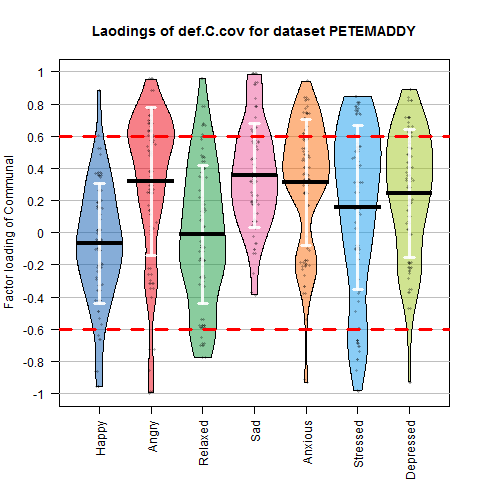 Laodings of def.C.cov for dataset PETEMADDY
Factor loading of Communal
1
0.8
0.6
0.4
0.2
0
-0.2
-0.4
-0.6
-0.8
-1
Happy
Angry
Relaxed
Sad
Anxious
Stressed
Depressed